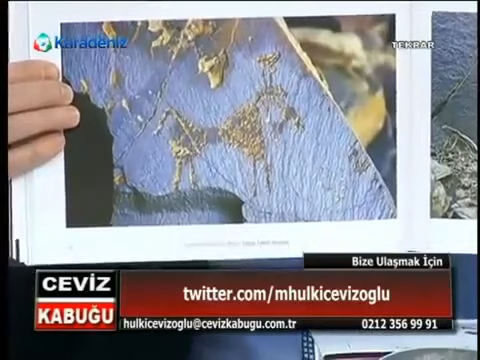 Karadeniz
TEKRAR
Bize Ulaşmak İçin
CEVİZ
KABUĞU
twitter.com/mhulkicevizoglu
hulkicevizoglu@cevizkabugu.com.tr
0212 356 99 91